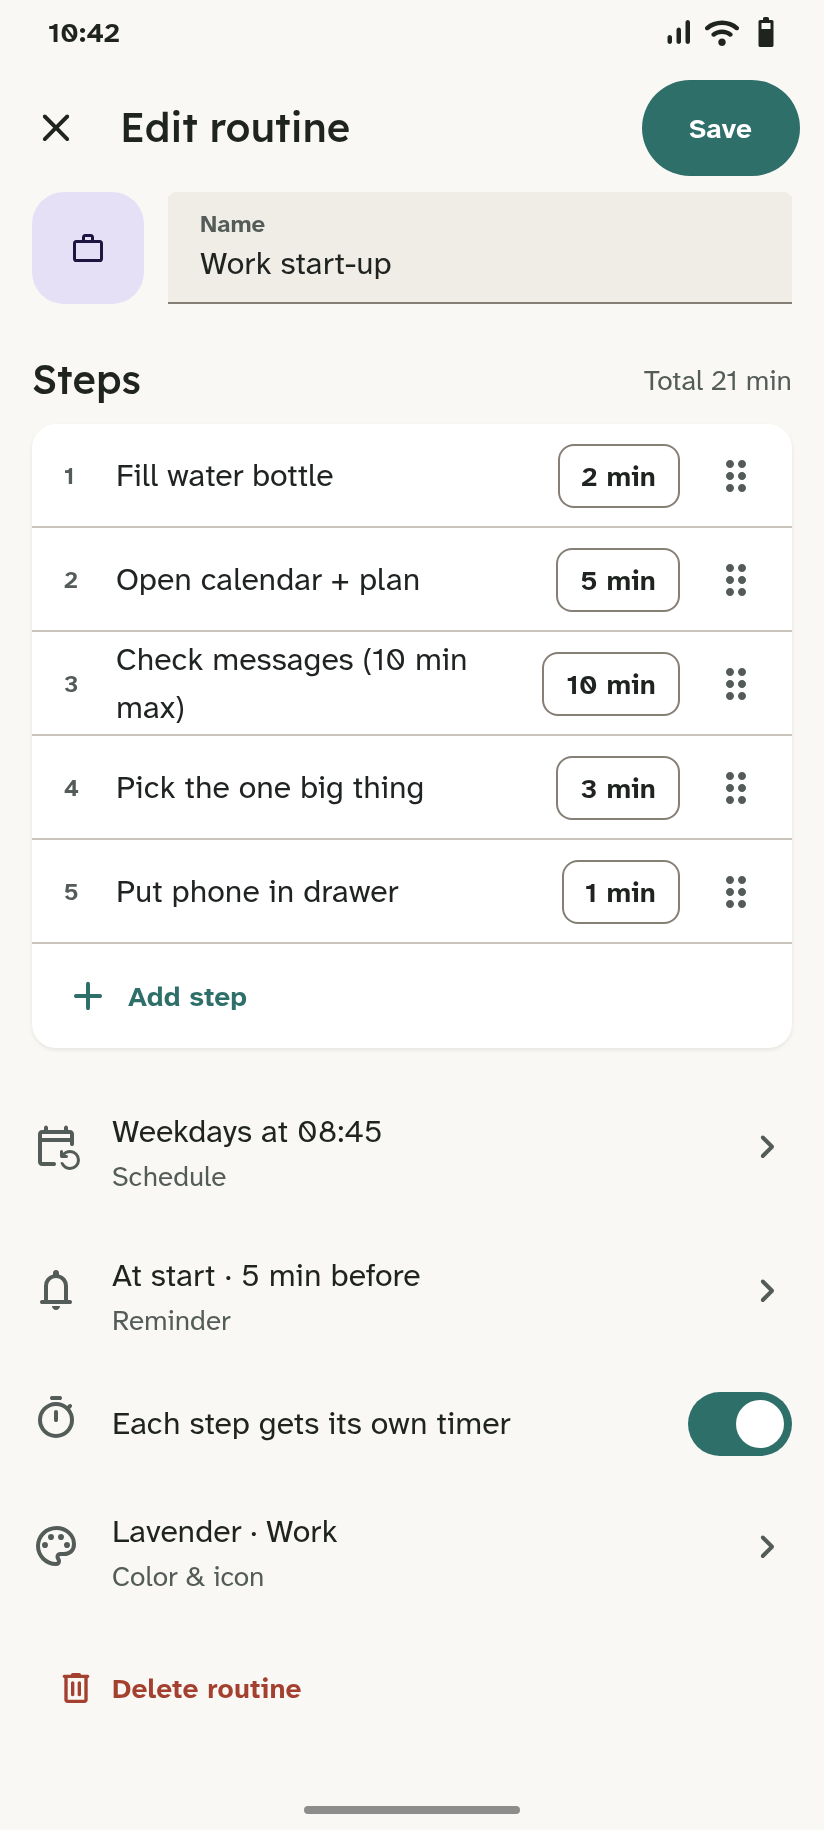 10:42
Edit routine
Save
Name
Work start-up
Steps
Total 21 min
1 Fill water bottle 2 min
2 Open calendar + plan 5 min
3 Check messages (10 min
max)
10 min
4 Pick the one big thing 3 min
5 Put phone in drawer 1 min
Add step
Weekdays at 08:45
Schedule
At start · 5 min before
Reminder
Each step gets its own timer
Lavender · Work
Color & icon
Delete routine